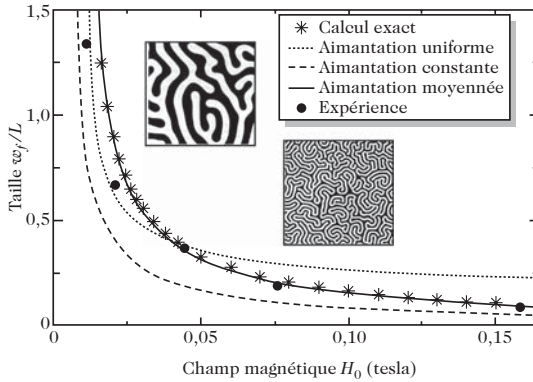 1,5
1,0
0,5
0
Taille w_f/L
Calcul exact
Aimantation uniforme
Aimantation constante
Aimantation moyennée
Expérience
0
0,05
0,10
0,15
Champ magnétique H_0 (tesla)